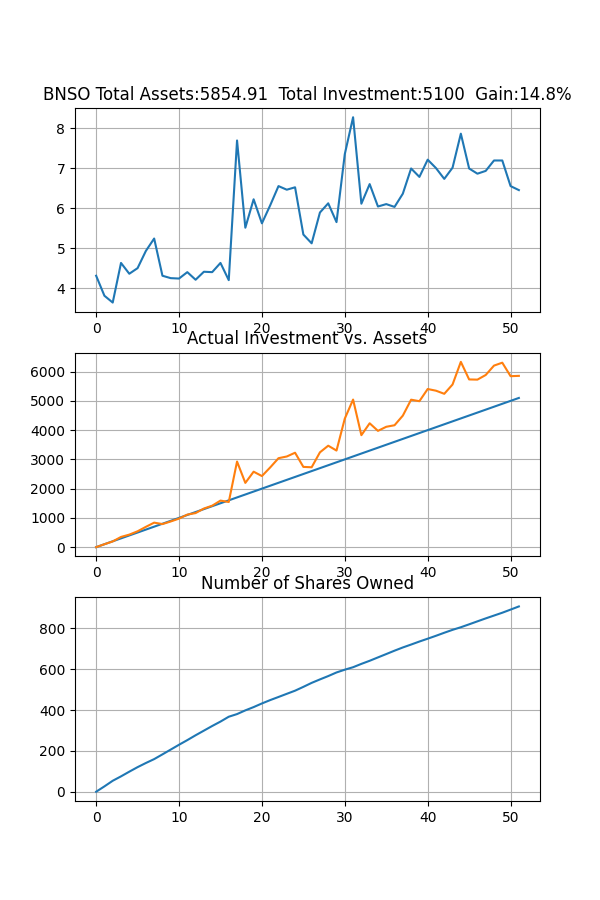 BNSO Total Assets:5854.91  Total Investment:5100  Gain:14.8%
8
7
6
5
4
0 10 20 30 40 50
Actual Investment vs. Assets
6000
5000
4000
3000
2000
1000
0
0 10 20 30 40 50
Number of Shares Owned
800
600
400
200
0
0 10 20 30 40 50